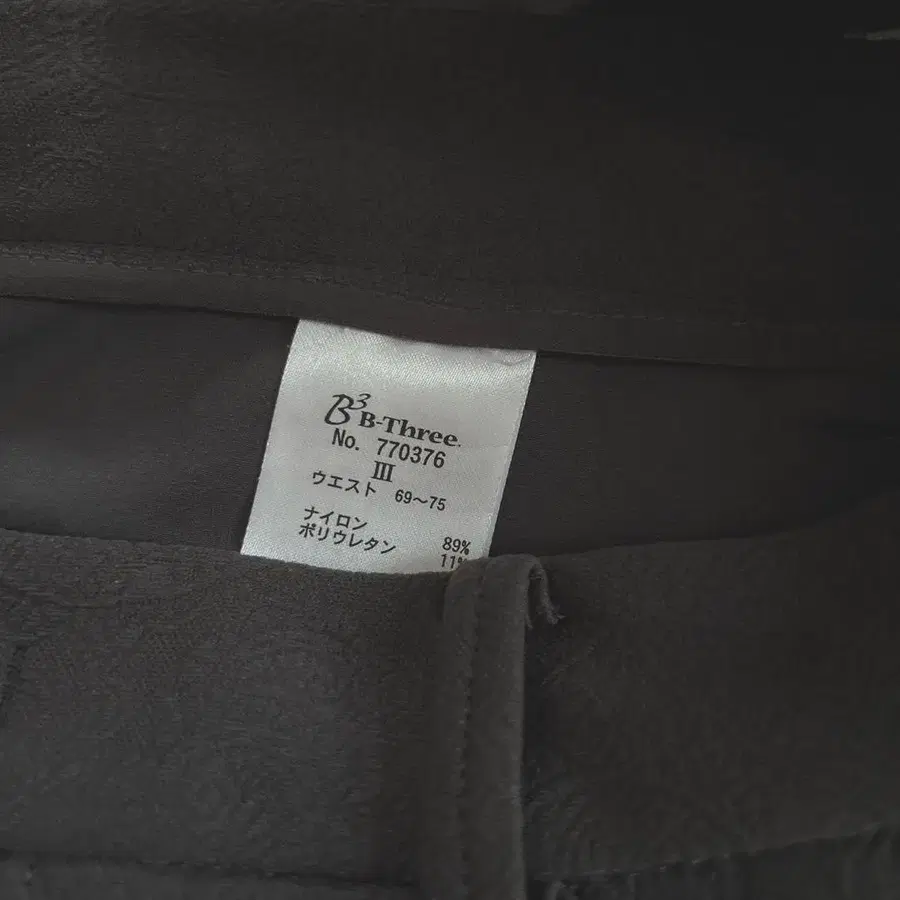 B³ B-Three.
No. 770376
III
ウエスト 69～75
ナイロン 89%
ポリウレタン 11%